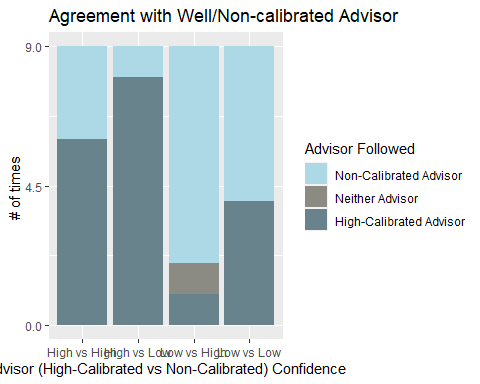 Agreement with Well/Non-calibrated Advisor
9.0
4.5
0.0
# of times
High vs High
High vs Low
Low vs High
Low vs Low
dvisor (High-Calibrated vs Non-Calibrated) Confidence
Advisor Followed
Non-Calibrated Advisor
Neither Advisor
High-Calibrated Advisor